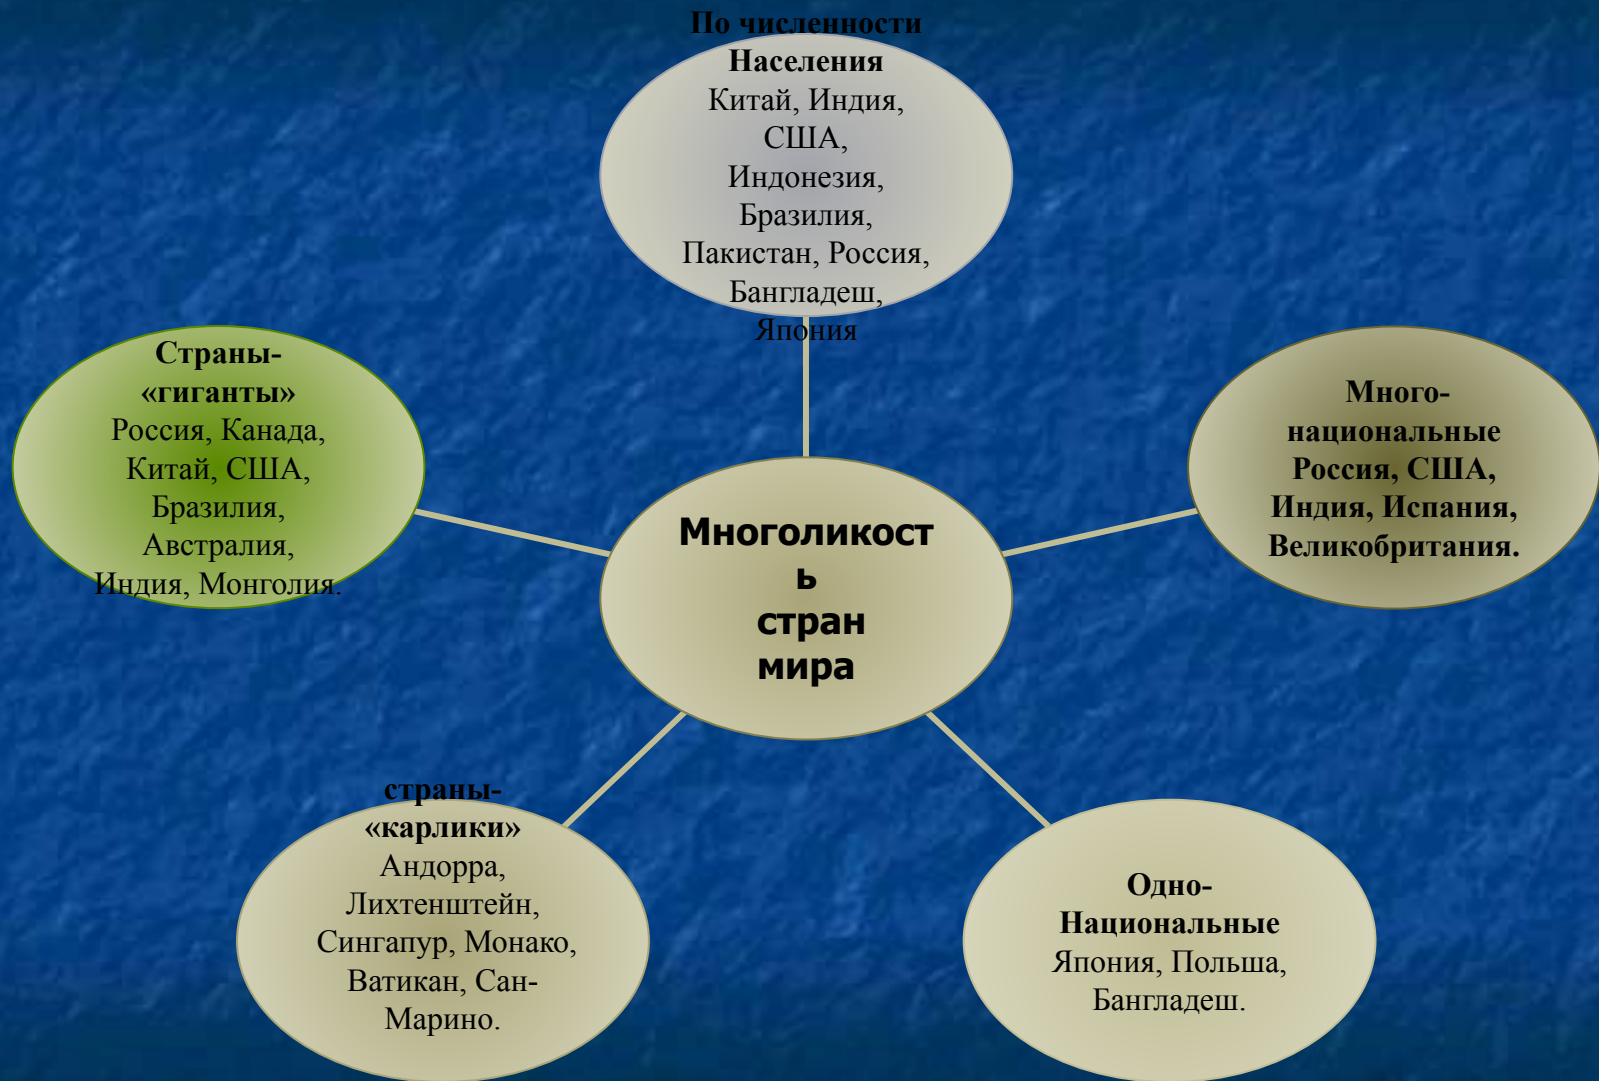 По численности
Населения
Китай, Индия,
США,
Индонезия,
Бразилия,
Пакистан, Россия,
Бангладеш,
Япония
Страны-
«гиганты»
Россия, Канада,
Китай, США,
Бразилия,
Австралия,
Индия, Монголия.
Много-
национальные
Россия, США,
Индия, Испания,
Великобритания.
Многоликост
ь
стран
мира
страны-
«карлики»
Андорра,
Лихтенштейн,
Сингапур, Монако,
Ватикан, Сан-
Марино.
Одно-
Национальные
Япония, Польша,
Бангладеш.